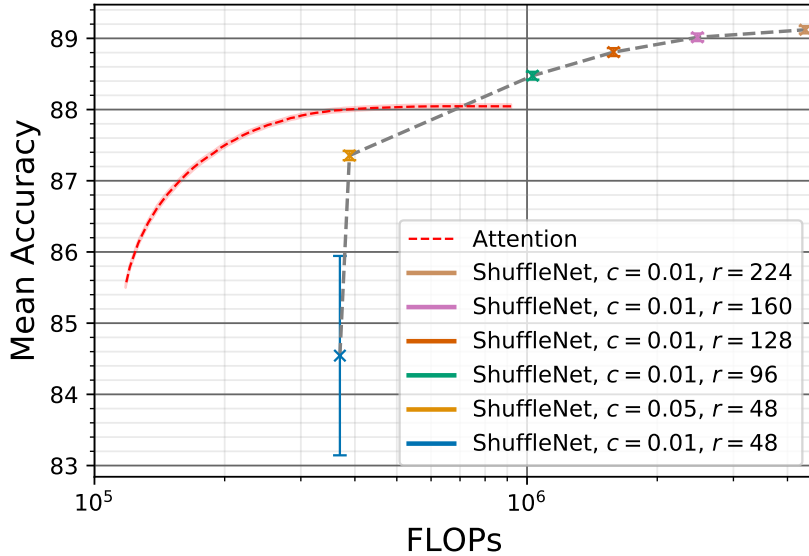 89
88
87
86
85
84
83
Mean Accuracy
10^5
10^6
FLOPs
Attention
ShuffleNet, c = 0.01, r = 224
ShuffleNet, c = 0.01, r = 160
ShuffleNet, c = 0.01, r = 128
ShuffleNet, c = 0.01, r = 96
ShuffleNet, c = 0.05, r = 48
ShuffleNet, c = 0.01, r = 48